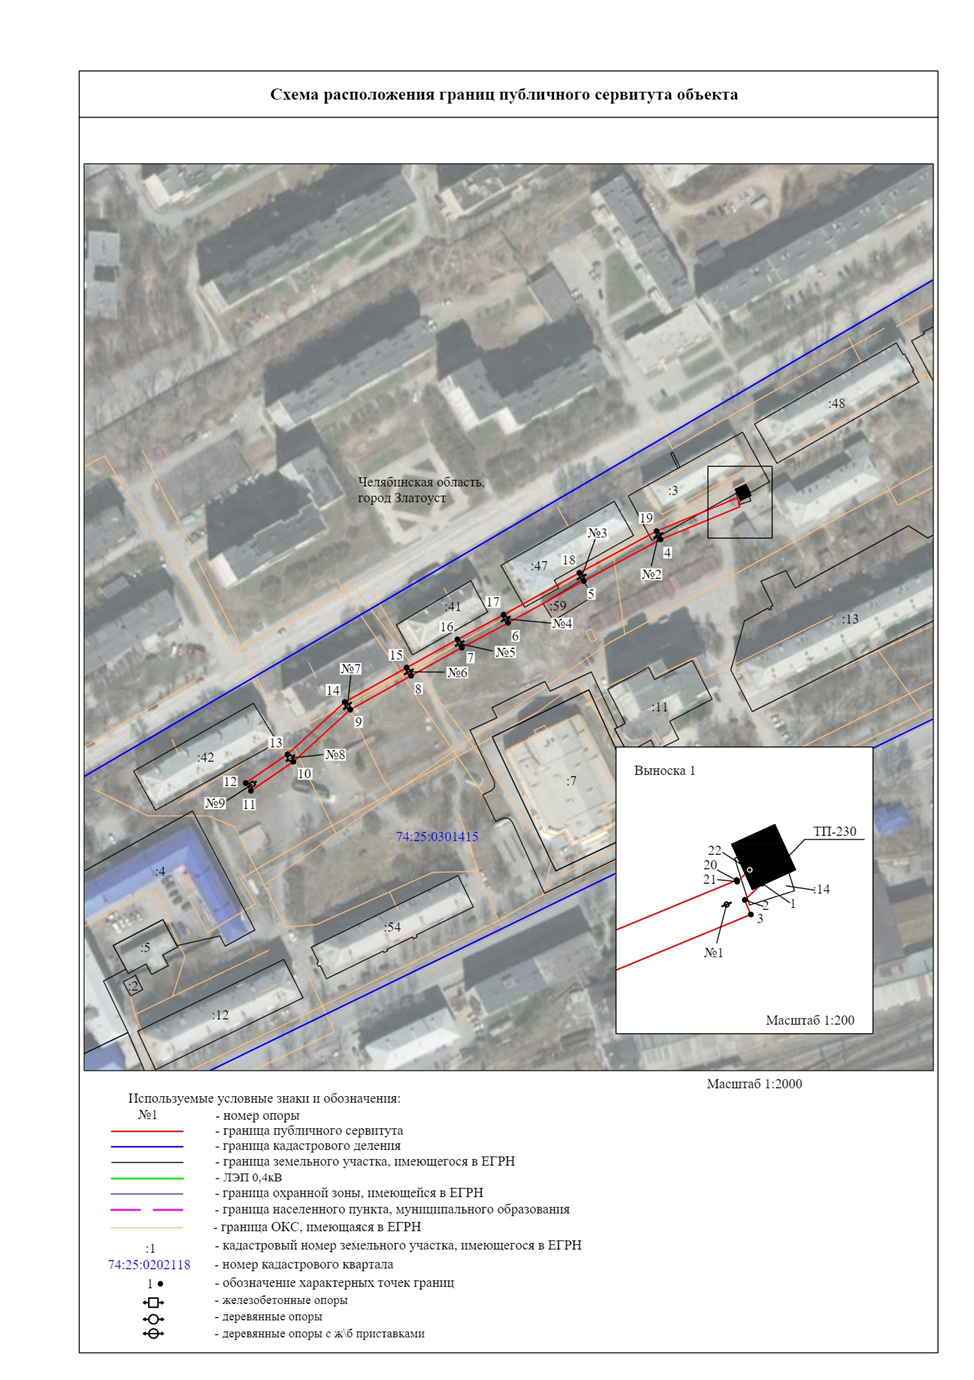 Схема расположения границ публичного сервитута объекта
:48
Челябинская область,
город Златоуст
:3
19
№3
4
18
:47
№2
5
:59
17
:41
№4
16
6
№5
15
7
№7
№6
8
14
9
:13
:11
13
№8
:42
10
12
№9
11
:7
Выноска 1
74:25:0301415
ТП-230
22
20
21
:14
1
2
3
№1
:4
:54
:5
:2
:12
Масштаб 1:200
Масштаб 1:2000
Используемые условные знаки и обозначения:
№1 - номер опоры
- граница публичного сервитута
- граница кадастрового деления
- граница земельного участка, имеющегося в ЕГРН
- ЛЭП 0,4кВ
- граница охранной зоны, имеющейся в ЕГРН
- граница населенного пункта, муниципального образования
- граница ОКС, имеющаяся в ЕГРН
:1 - кадастровый номер земельного участка, имеющегося в ЕГРН
74:25:0202118 - номер кадастрового квартала
1 - обозначение характерных точек границ
- железобетонные опоры
- деревянные опоры
- деревянные опоры с ж\б приставками